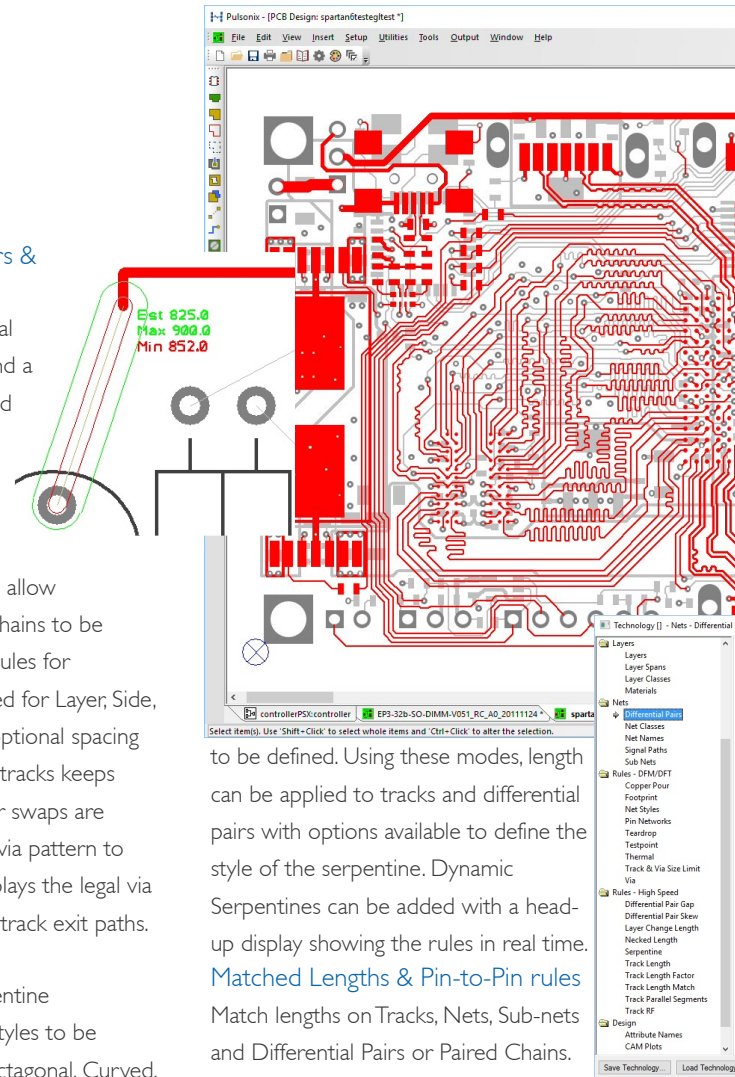 Pulsonix - [PCB Design: spartan6testegltest *]
File Edit View Insert Setup Utilities Tools Output Window Help
rs &
al
nd a
d
Est 825.0
Max 900.0
Min 852.0
allow
hains to be
ules for
ed for Layer, Side,
optional spacing
tracks keeps
r swaps are
via pattern to
plays the legal via
track exit paths.
entine
tyles to be
ctagonal, Curved,
controllerPSX:controller EP3-32b-SO-DIMM-V051_RC_A0_20111124 * sparta
Select item(s). Use 'Shift+Click' to select whole items and 'Ctrl+Click' to alter the selection.
to be defined. Using these modes, length
can be applied to tracks and differential
pairs with options available to define the
style of the serpentine. Dynamic
Serpentines can be added with a head-
up display showing the rules in real time.
Matched Lengths & Pin-to-Pin rules
Match lengths on Tracks, Nets, Sub-nets
and Differential Pairs or Paired Chains.
Technology [] - Nets - Differential
Layers
Layers
Layer Spans
Layer Classes
Materials
Nets
Differential Pairs
Net Classes
Net Names
Signal Paths
Sub Nets
Rules - DFM/DFT
Copper Pour
Footprint
Net Styles
Pin Networks
Teardrop
Testpoint
Thermal
Track & Via Size Limit
Via
Rules - High Speed
Differential Pair Gap
Differential Pair Skew
Layer Change Length
Necked Length
Serpentine
Track Length
Track Length Factor
Track Length Match
Track Parallel Segments
Track RF
Design
Attribute Names
CAM Plots
Save Technology... Load Technology